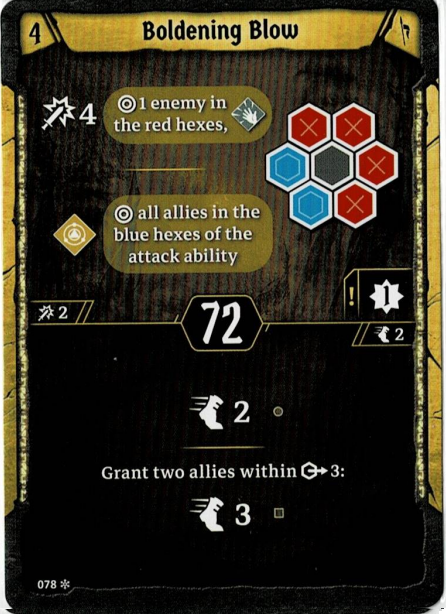 4
Boldening Blow
4
1 enemy in
the red hexes,
all allies in the
blue hexes of the
attack ability
! 1
2
72
2
2
Grant two allies within 3:
3
078